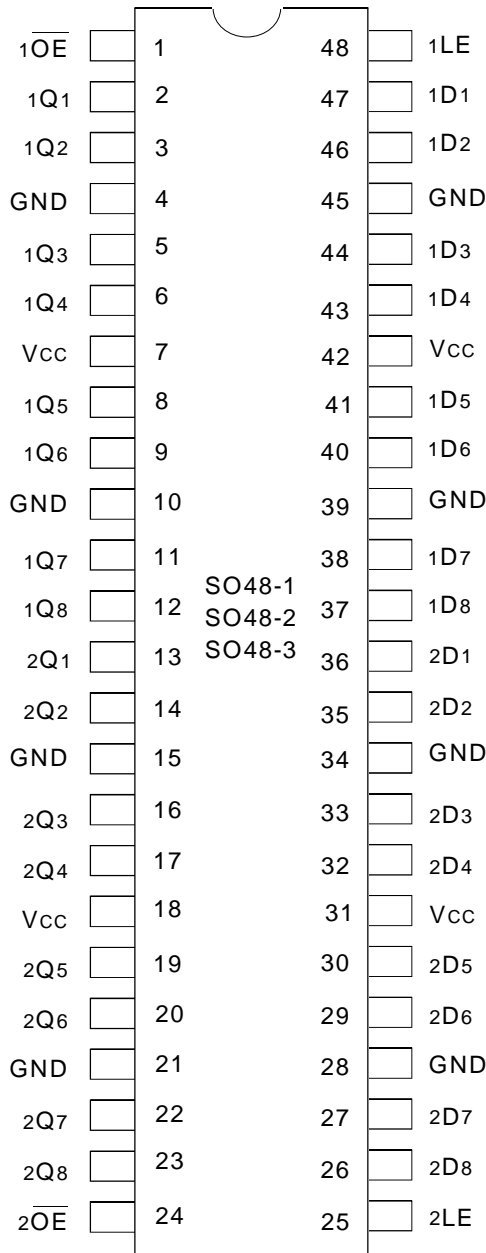 1O̅E̅ 1 48 1LE
1Q1 2 47 1D1
1Q2 3 46 1D2
GND 4 45 GND
1Q3 5 44 1D3
1Q4 6 43 1D4
VCC 7 42 VCC
1Q5 8 41 1D5
1Q6 9 40 1D6
GND 10 39 GND
1Q7 11 38 1D7
SO48-1
1Q8 12 37 1D8
SO48-2
2Q1 13 SO48-3 36 2D1
2Q2 14 35 2D2
GND 15 34 GND
2Q3 16 33 2D3
2Q4 17 32 2D4
VCC 18 31 VCC
2Q5 19 30 2D5
2Q6 20 29 2D6
GND 21 28 GND
2Q7 22 27 2D7
2Q8 23 26 2D8
2O̅E̅ 24 25 2LE